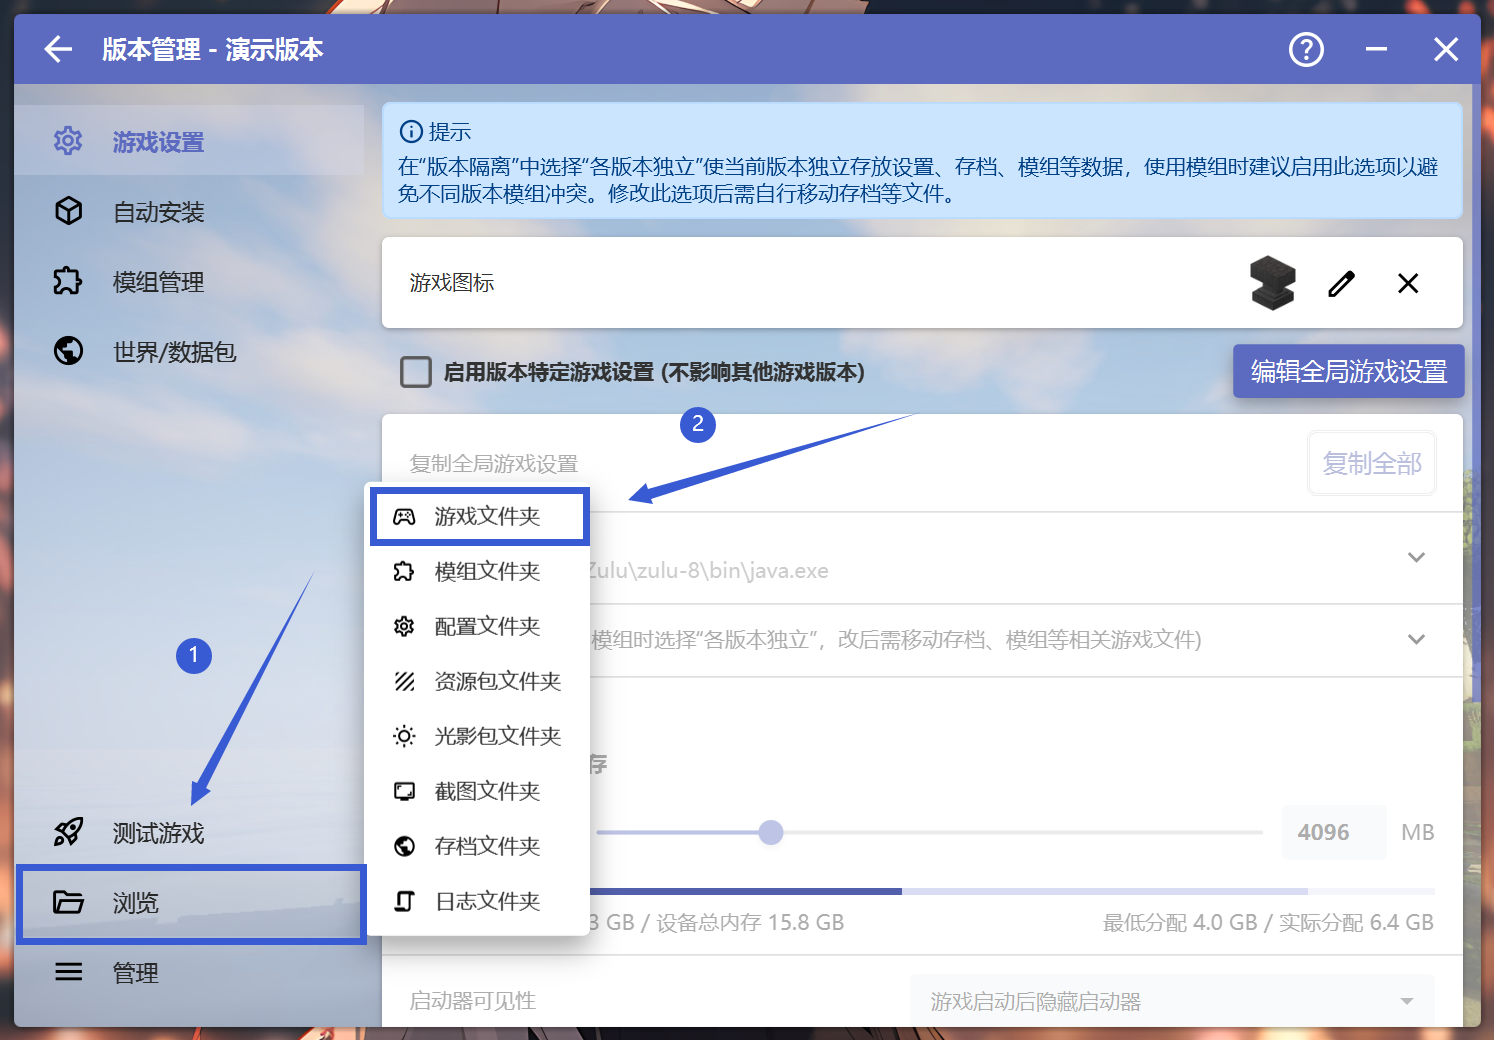 版本管理 - 演示版本
游戏设置
自动安装
模组管理
世界/数据包
1
测试游戏
浏览
管理
提示
在“版本隔离”中选择“各版本独立”使当前版本独立存放设置、存档、模组等数据，使用模组时建议启用此选项以避
免不同版本模组冲突。修改此选项后需自行移动存档等文件。
游戏图标
启用版本特定游戏设置 (不影响其他游戏版本)
编辑全局游戏设置
2
复制全局游戏设置
复制全部
游戏文件夹
模组文件夹
配置文件夹
资源包文件夹
光影包文件夹
截图文件夹
存档文件夹
日志文件夹
Zulu\zulu-8\bin\java.exe
模组时选择“各版本独立”，改后需移动存档、模组等相关游戏文件)
存
4096 MB
3 GB / 设备总内存 15.8 GB
最低分配 4.0 GB / 实际分配 6.4 GB
启动器可见性
游戏启动后隐藏启动器